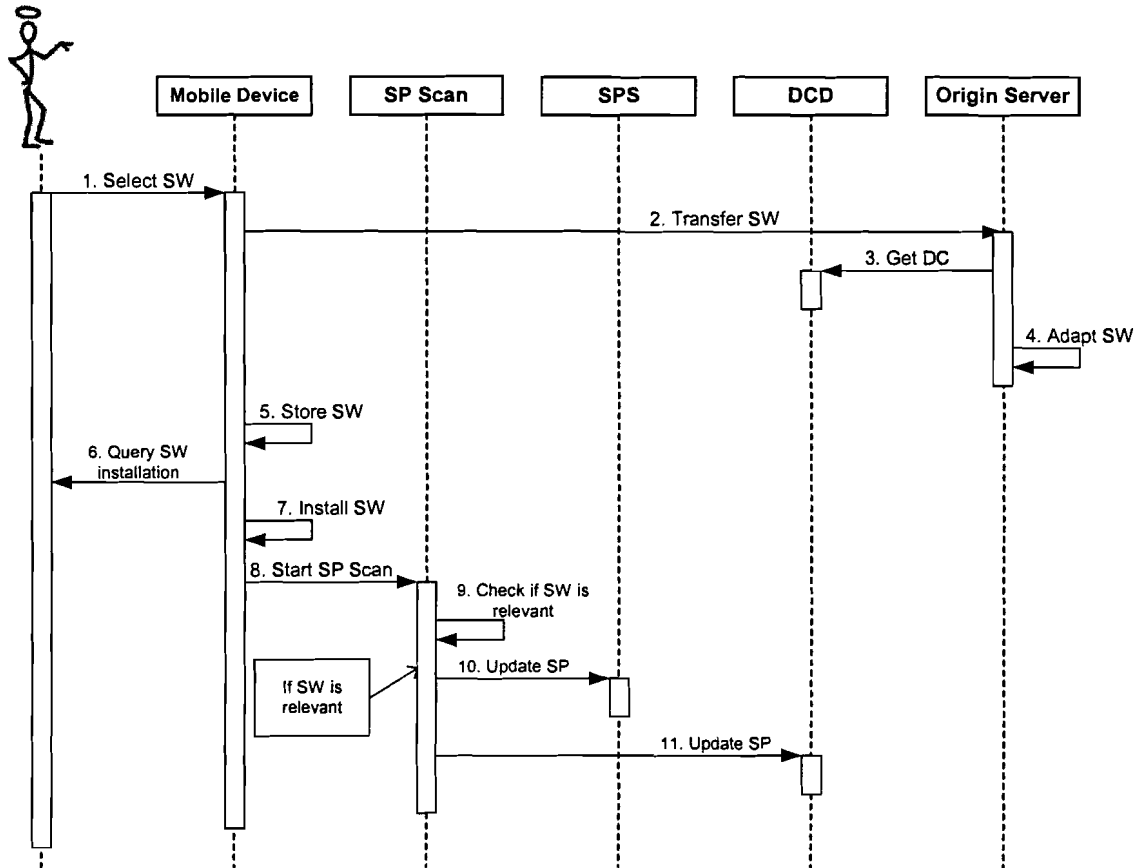 Mobile Device
SP Scan
SPS
DCD
Origin Server
1. Select SW
2. Transfer SW
3. Get DC
4. Adapt SW
5. Store SW
6. Query SW
installation
7. Install SW
8. Start SP Scan
9. Check if SW is
relevant
10. Update SP
If SW is
relevant
11. Update SP